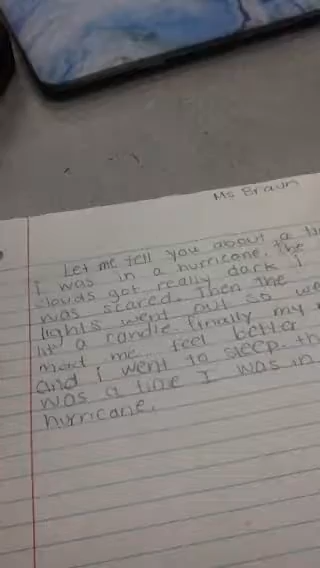 Ms Braun
Let me tell you about a
I was in a hurricane. the
clouds got really dark I
was scared. Then the
lights went out so we
lit a candle finally my
mad me feel better
and I went to sleep. th
was a time I was in
hurricane.